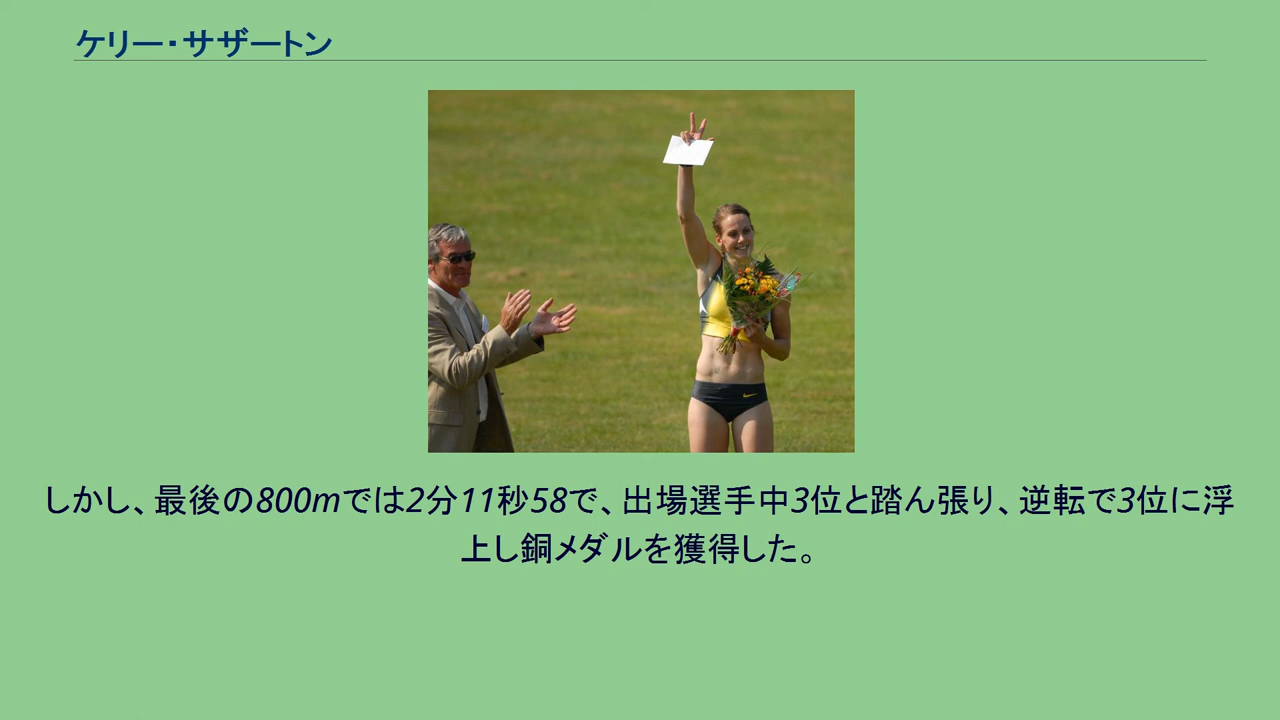 ケリー・サザートン
しかし、最後の800mでは2分11秒58で、出場選手中3位と踏ん張り、逆転で3位に浮
上し銅メダルを獲得した。